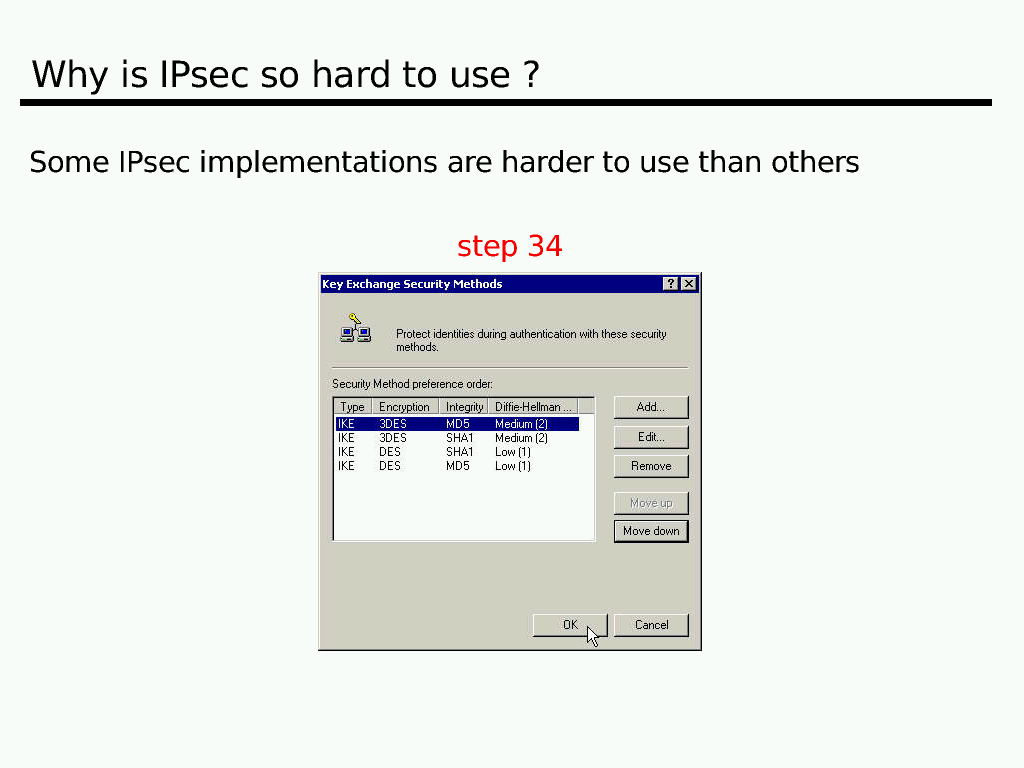 Why is IPsec so hard to use ?
Some IPsec implementations are harder to use than others
step 34
Key Exchange Security Methods
Protect identities during authentication with these security
methods.
Security Method preference order:
Type Encryption Integrity Diffie-Hellman ...
IKE 3DES MD5 Medium (2)
IKE 3DES SHA1 Medium (2)
IKE DES SHA1 Low (1)
IKE DES MD5 Low (1)
Add...
Edit...
Remove
Move up
Move down
OK Cancel